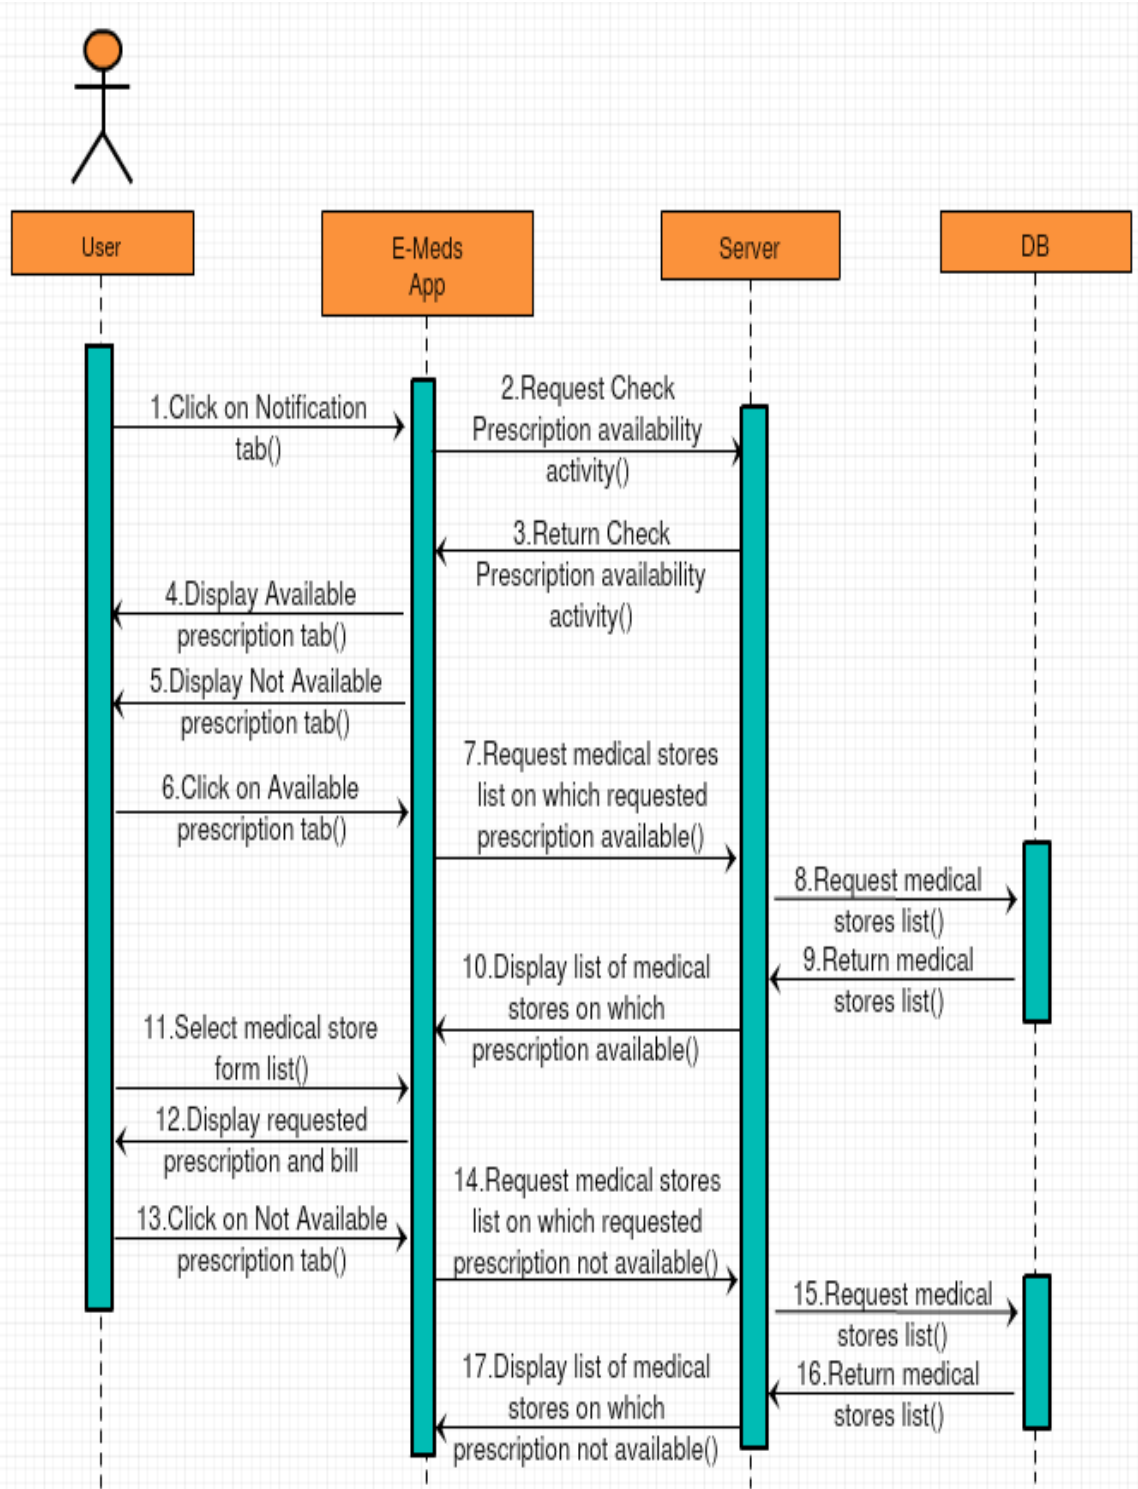 User
E-Meds
App
Server
DB
1.Click on Notification
tab()
2.Request Check
Prescription availability
activity()
3.Return Check
Prescription availability
activity()
4.Display Available
prescription tab()
5.Display Not Available
prescription tab()
6.Click on Available
prescription tab()
7.Request medical stores
list on which requested
prescription available()
8.Request medical
stores list()
9.Return medical
stores list()
10.Display list of medical
stores on which
prescription available()
11.Select medical store
form list()
12.Display requested
prescription and bill
13.Click on Not Available
prescription tab()
14.Request medical stores
list on which requested
prescription not available()
15.Request medical
stores list()
16.Return medical
stores list()
17.Display list of medical
stores on which
prescription not available()